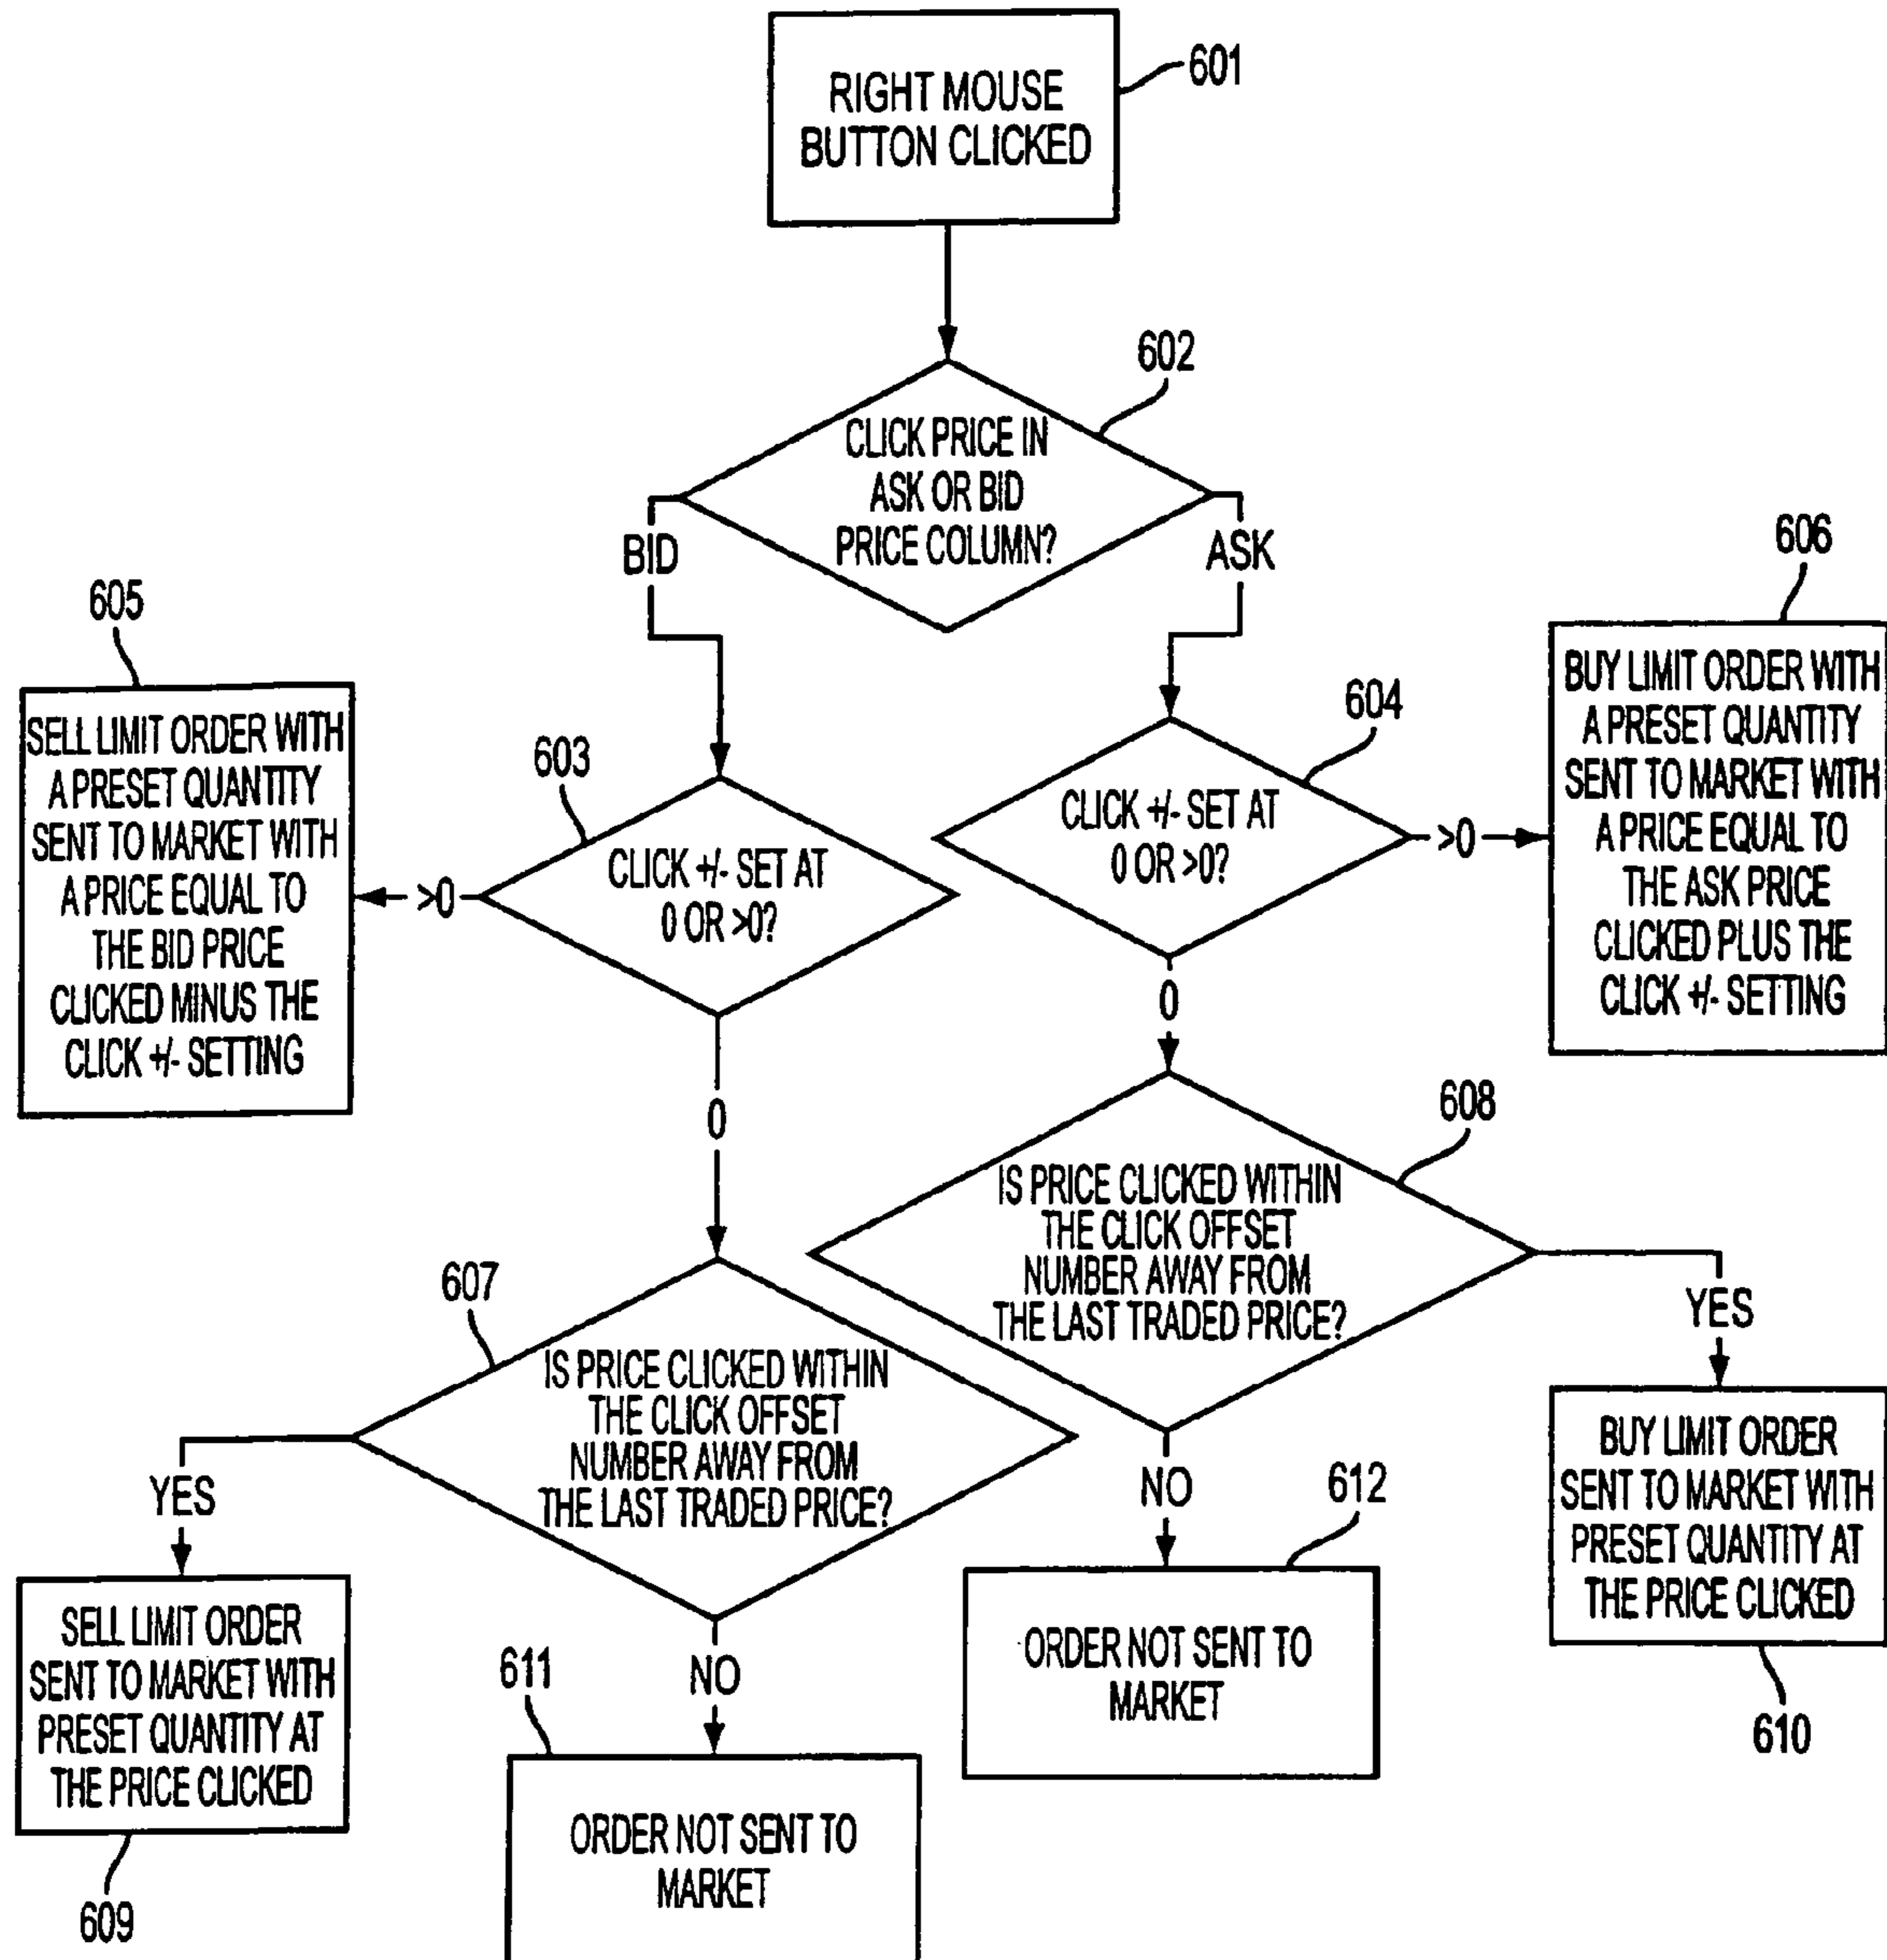 RIGHT MOUSE
BUTTON CLICKED
601
602
CLICK PRICE IN
ASK OR BID
PRICE COLUMN?
BID
ASK
605
SELL LIMIT ORDER WITH
A PRESET QUANTITY
SENT TO MARKET WITH
A PRICE EQUAL TO
THE BID PRICE
CLICKED MINUS THE
CLICK +/- SETTING
603
CLICK +/- SET AT
0 OR >0?
>0
0
604
CLICK +/- SET AT
0 OR >0?
>0
0
606
BUY LIMIT ORDER WITH
A PRESET QUANTITY
SENT TO MARKET WITH
A PRICE EQUAL TO
THE ASK PRICE
CLICKED PLUS THE
CLICK +/- SETTING
608
IS PRICE CLICKED WITHIN
THE CLICK OFFSET
NUMBER AWAY FROM
THE LAST TRADED PRICE?
YES
NO
607
IS PRICE CLICKED WITHIN
THE CLICK OFFSET
NUMBER AWAY FROM
THE LAST TRADED PRICE?
YES
NO
SELL LIMIT ORDER
SENT TO MARKET WITH
PRESET QUANTITY AT
THE PRICE CLICKED
609
611
ORDER NOT SENT TO
MARKET
612
ORDER NOT SENT TO
MARKET
BUY LIMIT ORDER
SENT TO MARKET WITH
PRESET QUANTITY AT
THE PRICE CLICKED
610